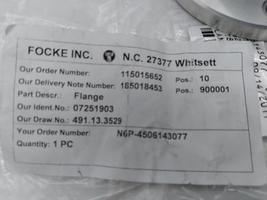 FOCKE INC. N.C. 27377 Whitsett
Our Order Number: 115015652 Pos.: 10
Our Delivery Note Number: 185018453 Pos.: 900001
Part Descr.: Flange
Our Ident.No.: 07251903
Our Draw.No.: 491.13.3529
Your Order Number: N6P-4506143077
Quantity: 1 PC